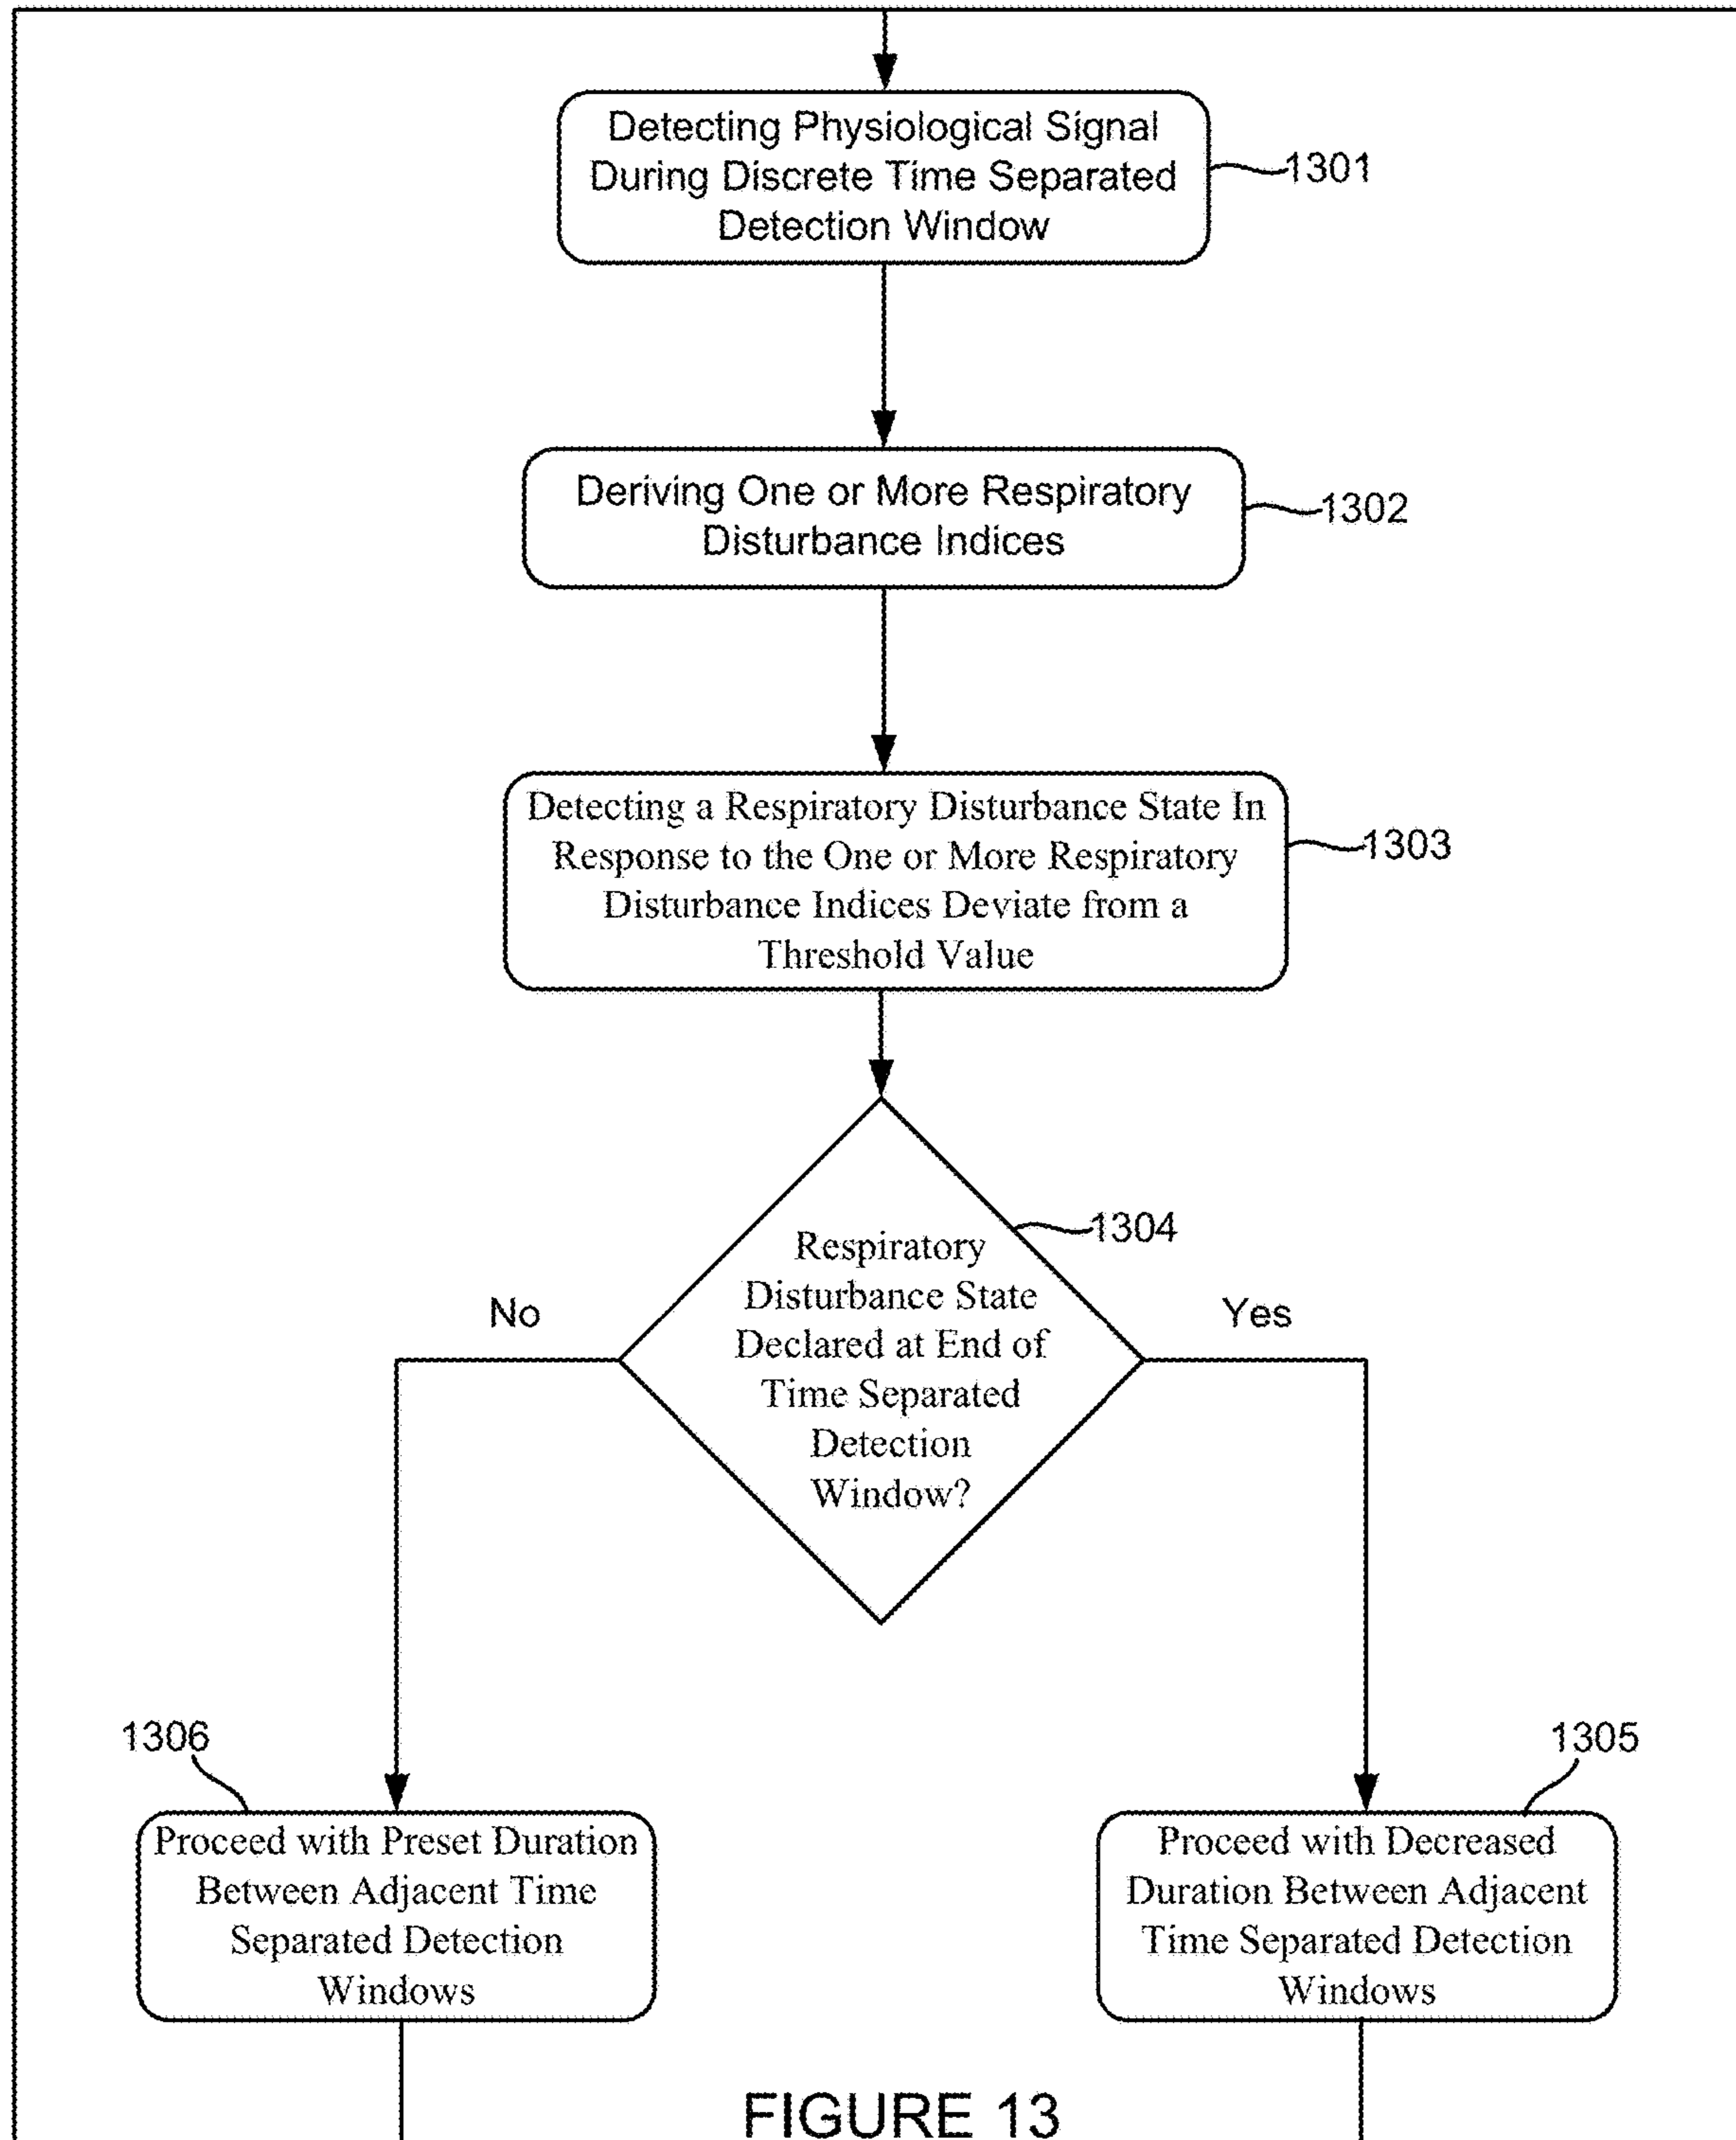 Detecting Physiological Signal
During Discrete Time Separated
Detection Window
1301
Deriving One or More Respiratory
Disturbance Indices
1302
Detecting a Respiratory Disturbance State In
Response to the One or More Respiratory
Disturbance Indices Deviate from a
Threshold Value
1303
Respiratory
Disturbance State
Declared at End of
Time Separated
Detection
Window?
1304
No
Yes
1306
1305
Proceed with Preset Duration
Between Adjacent Time
Separated Detection
Windows
Proceed with Decreased
Duration Between Adjacent
Time Separated Detection
Windows
FIGURE 13